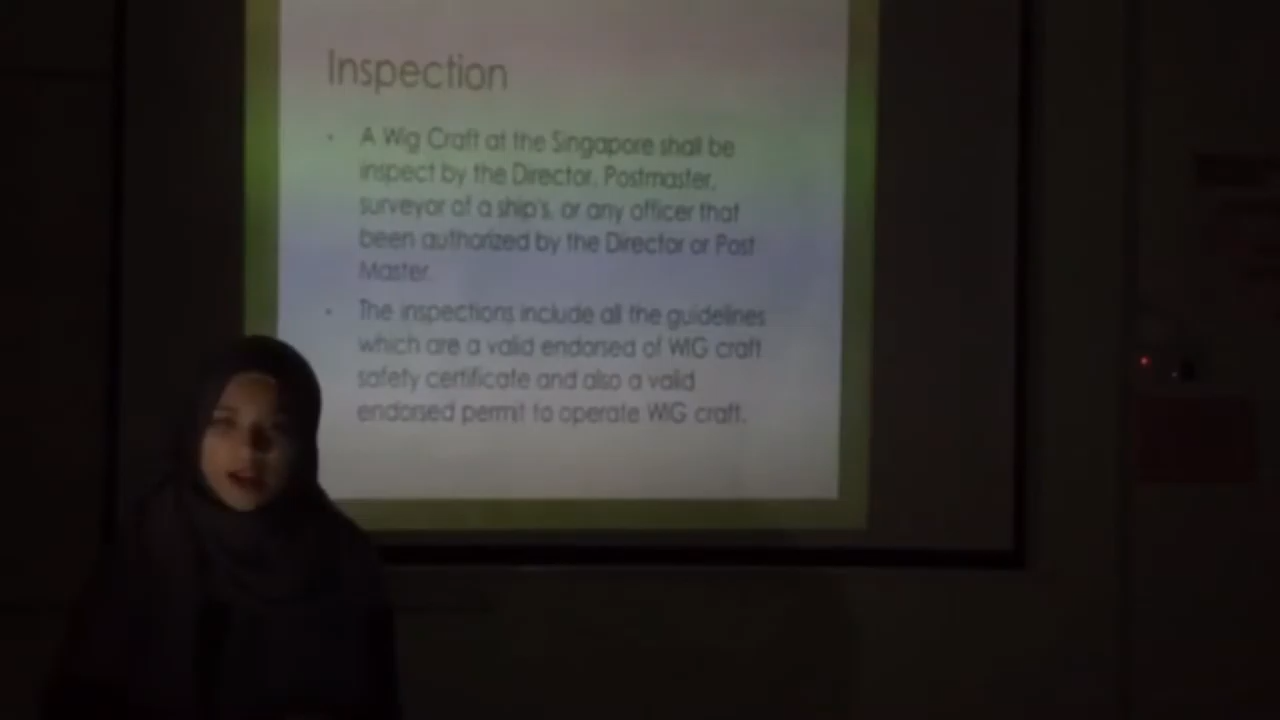 Inspection
• A Wig Craft at the Singapore shall be
inspect by the Director, Postmaster,
surveyor of a ship's, or any officer that
been authorized by the Director or Post
Master.
• The inspections include all the guidelines
which are a valid endorsed of WIG craft
safety certificate and also a valid
endorsed permit to operate WIG craft.